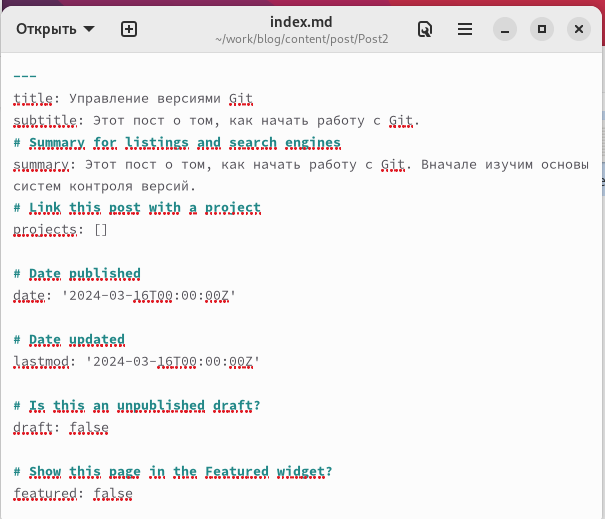 Открыть
index.md
~/work/blog/content/post/Post2
---
title: Управление версиями Git
subtitle: Этот пост о том, как начать работу с Git.
# Summary for listings and search engines
summary: Этот пост о том, как начать работу с Git. Вначале изучим основы
систем контроля версий.
# Link this post with a project
projects: []
# Date published
date: '2024-03-16T00:00:00Z'
# Date updated
lastmod: '2024-03-16T00:00:00Z'
# Is this an unpublished draft?
draft: false
# Show this page in the Featured widget?
featured: false